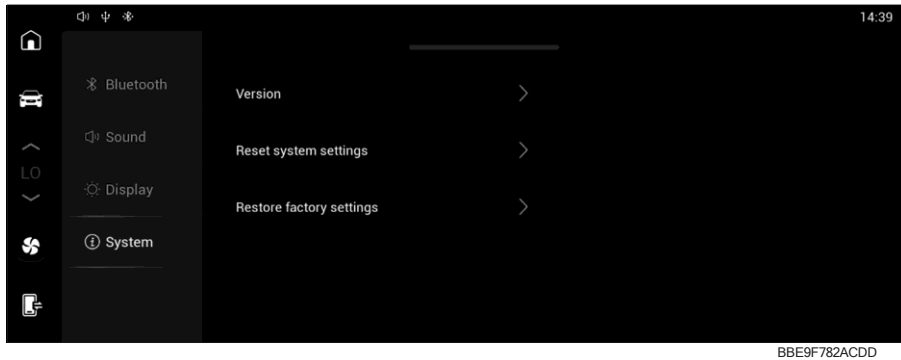 14:39
Bluetooth
Sound
Display
System
LO
Version
Reset system settings
Restore factory settings
BBE9F782ACDD